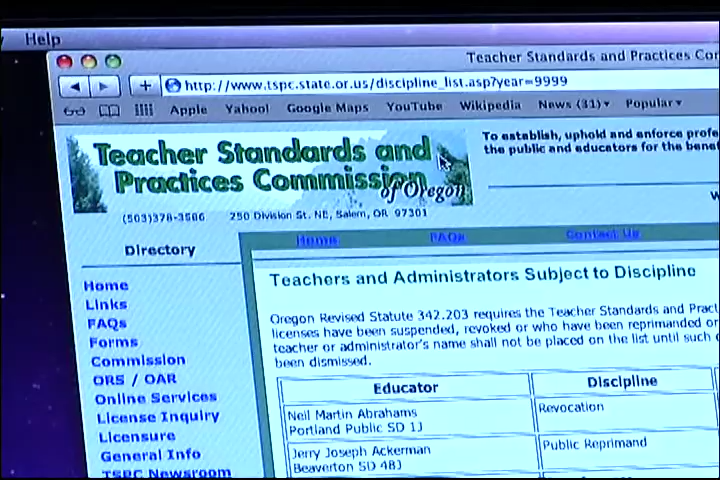 Help
Teacher Standards and Practices Cor
http://www.tspc.state.or.us/discipline_list.asp?year=9999
Apple Yahoo! Google Maps YouTube Wikipedia News (31)▾ Popular▾
Teacher Standards and
Practices Commission
of Oregon
To establish, uphold and enforce profe
the public and educators for the bene
(503)378-3586 250 Division St. NE, Salem, OR 97301
W
Directory
Home FAQs Contact Us
Home
Links
FAQs
Forms
Commission
ORS / OAR
Online Services
License Inquiry
Licensure
General Info
TSPC Newsroom
Teachers and Administrators Subject to Discipline
Oregon Revised Statute 342.203 requires the Teacher Standards and Pract
licenses have been suspended, revoked or who have been reprimanded or
teacher or administrator's name shall not be placed on the list until such
been dismissed.
Educator Discipline
Neil Martin Abrahams Revocation
Portland Public SD 1J
Jerry Joseph Ackerman Public Reprimand
Beaverton SD 48J